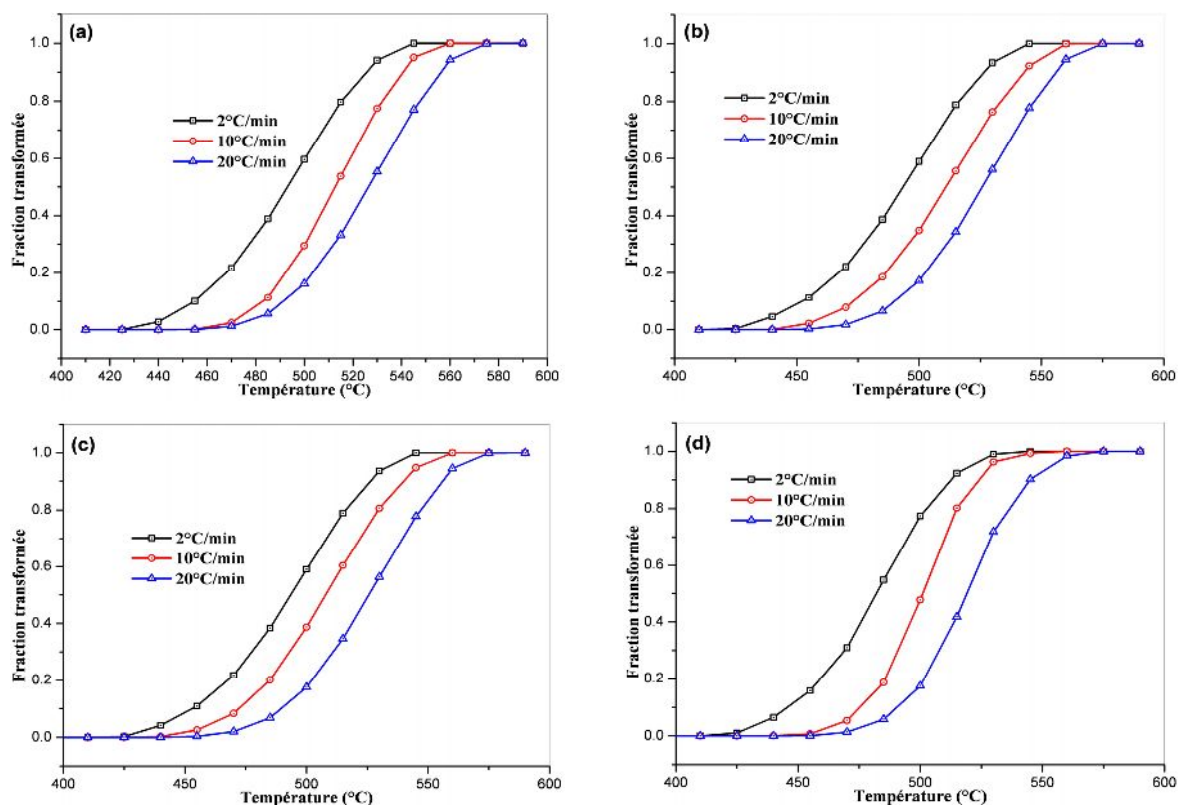 (a)
Fraction transformée
1.0
0.8
0.6
0.4
0.2
0.0
2°C/min
10°C/min
20°C/min
400 420 440 460 480 500 520 540 560 580 600
Température (°C)
(b)
Fraction transformée
1.0
0.8
0.6
0.4
0.2
0.0
2°C/min
10°C/min
20°C/min
400 450 500 550 600
Température (°C)
(c)
Fraction transformée
1.0
0.8
0.6
0.4
0.2
0.0
2°C/min
10°C/min
20°C/min
400 450 500 550 600
Température (°C)
(d)
Fraction transformée
1.0
0.8
0.6
0.4
0.2
0.0
2°C/min
10°C/min
20°C/min
400 450 500 550 600
Température (°C)